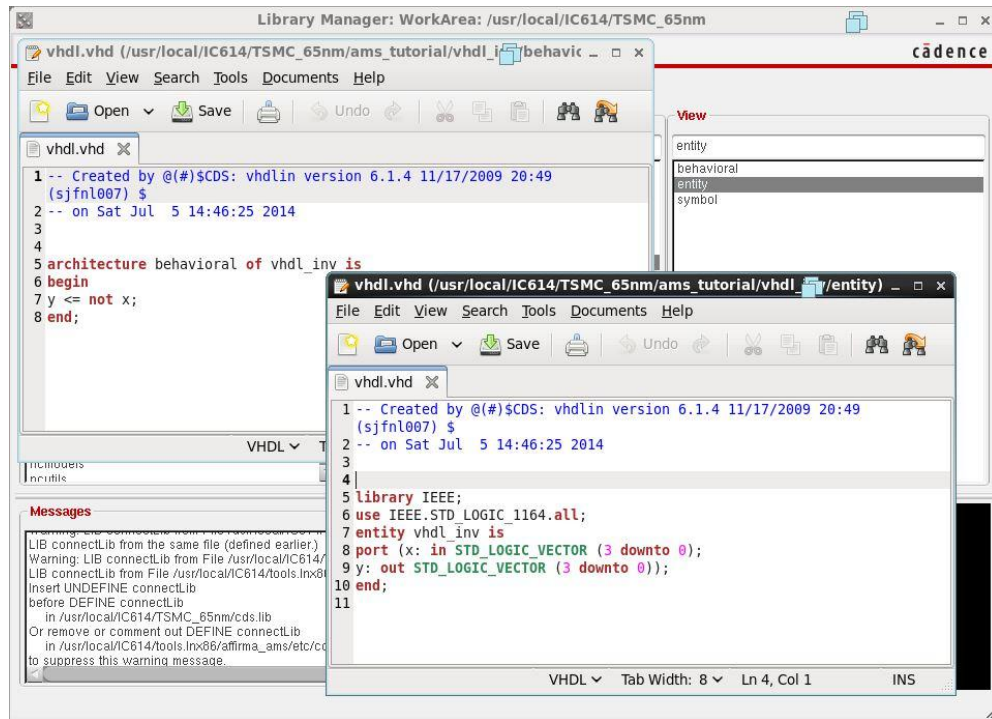 Library Manager: WorkArea: /usr/local/IC614/TSMC_65nm
cādence
vhdl.vhd (/usr/local/IC614/TSMC_65nm/ams_tutorial/vhdl_i /behavic
File Edit View Search Tools Documents Help
Open Save Undo
vhdl.vhd
1 -- Created by @(#)$CDS: vhdlin version 6.1.4 11/17/2009 20:49
(sjfnl007) $
2 -- on Sat Jul  5 14:46:25 2014
3
4
5 architecture behavioral of vhdl_inv is
6 begin
7 y <= not x;
8 end;
VHDL
View
entity
behavioral
entity
symbol
ncmodels
ncutils
Messages
LIB connectLib from the same file (defined earlier.)
Warning: LIB connectLib from File /usr/local/IC614/
LIB connectLib from File /usr/local/IC614/tools.lnx8
Insert UNDEFINE connectLib
before DEFINE connectLib
in /usr/local/IC614/TSMC_65nm/cds.lib
Or remove or comment out DEFINE connectLib
in /usr/local/IC614/tools.lnx86/affirma_ams/etc/co
to suppress this warning message.
vhdl.vhd (/usr/local/IC614/TSMC_65nm/ams_tutorial/vhdl_ /entity)
File Edit View Search Tools Documents Help
Open Save Undo
vhdl.vhd
1 -- Created by @(#)$CDS: vhdlin version 6.1.4 11/17/2009 20:49
(sjfnl007) $
2 -- on Sat Jul  5 14:46:25 2014
3
4
5 library IEEE;
6 use IEEE.STD_LOGIC_1164.all;
7 entity vhdl_inv is
8 port (x: in STD_LOGIC_VECTOR (3 downto 0);
9 y: out STD_LOGIC_VECTOR (3 downto 0));
10 end;
11
VHDL Tab Width: 8 Ln 4, Col 1 INS